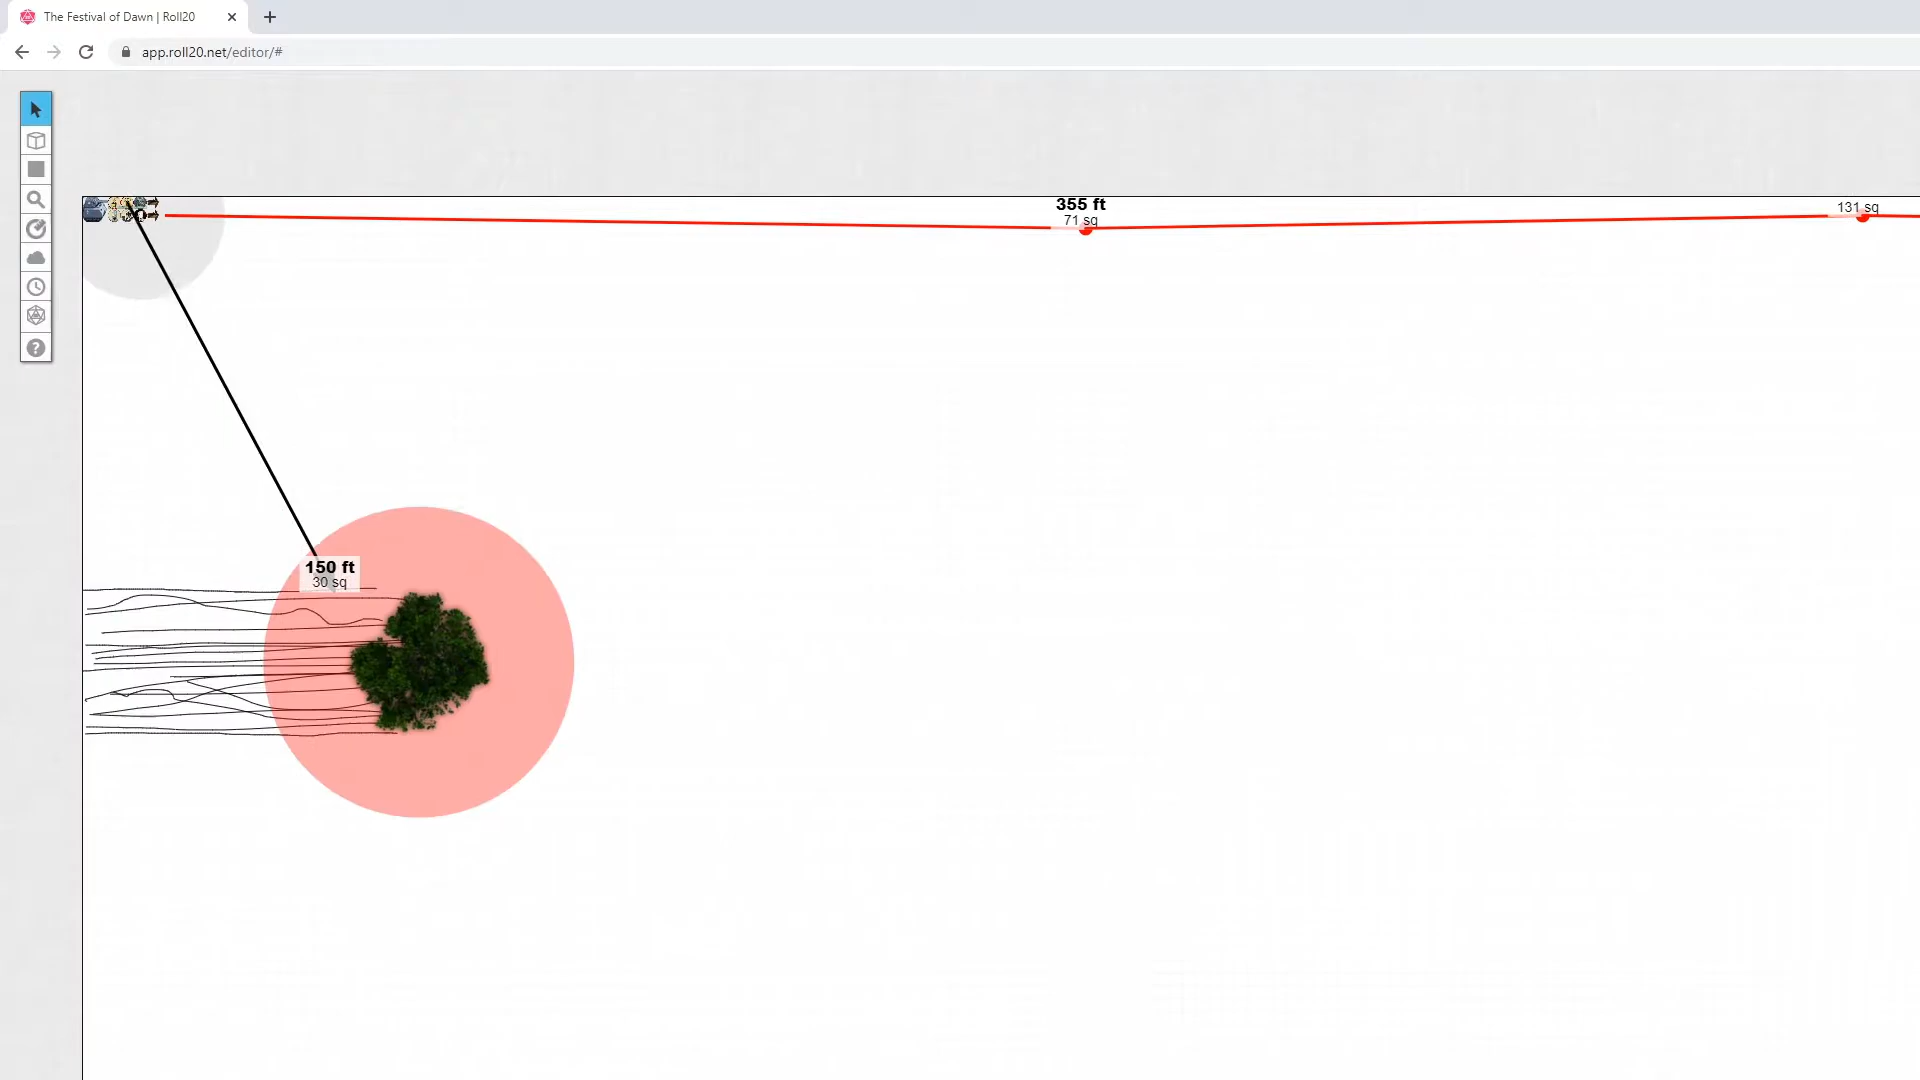 The Festival of Dawn | Roll20
app.roll20.net/editor/#
355 ft
71 sq
131 sq
150 ft
30 sq